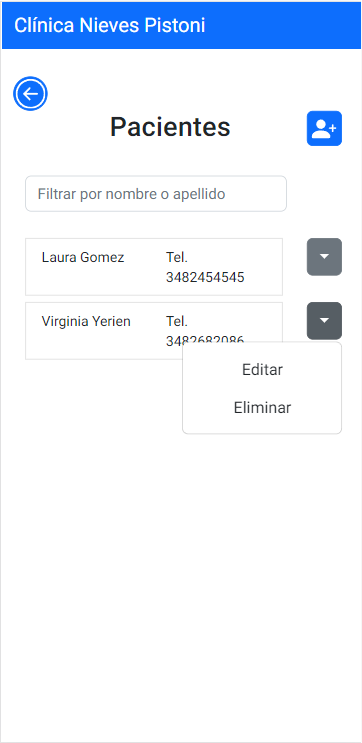 Clínica Nieves Pistoni
Pacientes
Filtrar por nombre o apellido
Laura Gomez
Tel.
3482454545
Virginia Yerien
Tel.
3482682086
Editar
Eliminar